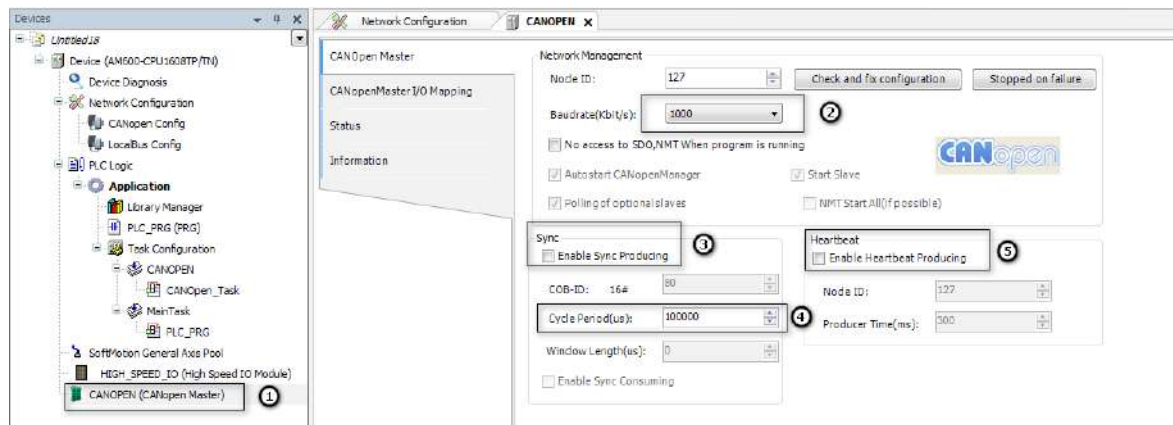 Devices
Untitled18
Device (AM600-CPU1608TP/TN)
Device Diagnosis
Network Configuration
CANopen Config
LocalBus Config
PLC Logic
Application
Library Manager
PLC_PRG (PRG)
Task Configuration
CANOPEN
CANOpen_Task
MainTask
PLC_PRG
SoftMotion General Axis Pool
HIGH_SPEED_IO (High Speed IO Module)
CANOPEN (CANopen Master)
1
Network Configuration
CANOPEN X
CANOpen Master
CANopenMaster I/O Mapping
Status
Information
Network Management
Node ID: 127 Check and fix configuration Stopped on failure
Baudrate(Kbit/s): 1000 2
No access to SDO,NMT When program is running
CANopen
Autostart CANopenManager Start Slave
Polling of optional slaves NMT Start All(if possible)
Sync
Enable Sync Producing 3
COB-ID: 16# 80
Cycle Period(us): 100000 4
Window Length(us): 0
Enable Sync Consuming
Heartbeat
Enable Heartbeat Producing 5
Node ID: 127
Producer Time(ms): 300